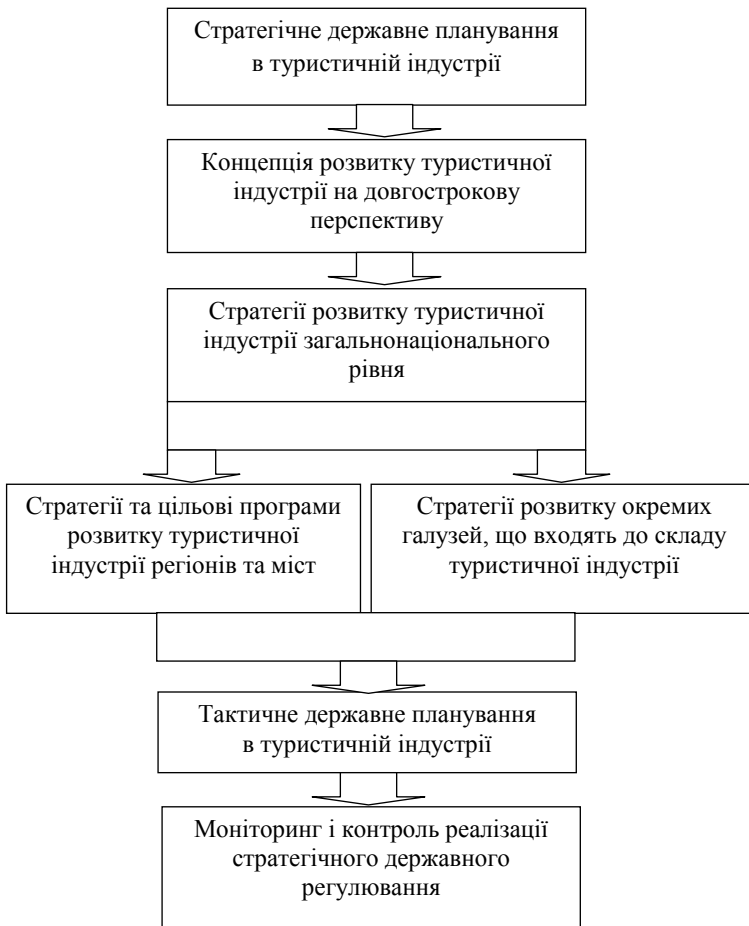 Стратегічне державне планування
в туристичній індустрії
Концепція розвитку туристичної
індустрії на довгострокову
перспективу
Стратегії розвитку туристичної
індустрії загальнонаціонального
рівня
Стратегії та цільові програми
розвитку туристичної
індустрії регіонів та міст
Стратегії розвитку окремих
галузей, що входять до складу
туристичної індустрії
Тактичне державне планування
в туристичній індустрії
Моніторинг і контроль реалізації
стратегічного державного
регулювання